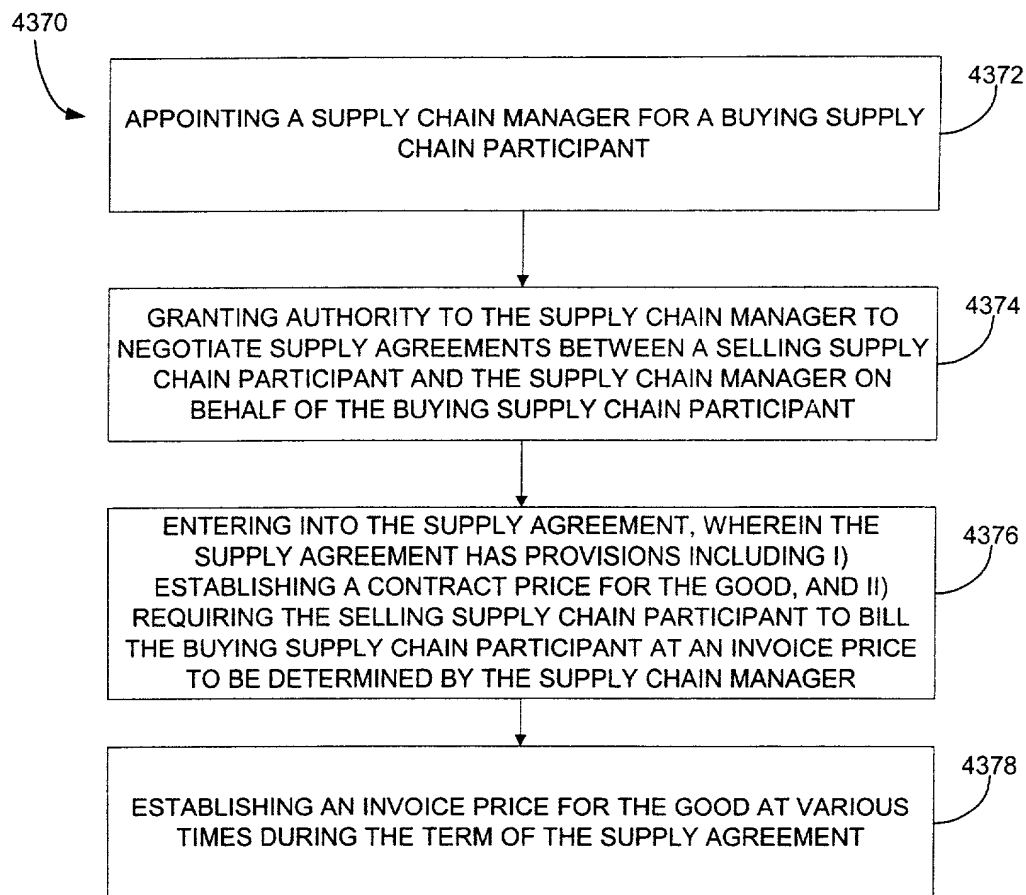 4370
4372
APPOINTING A SUPPLY CHAIN MANAGER FOR A BUYING SUPPLY
CHAIN PARTICIPANT
4374
GRANTING AUTHORITY TO THE SUPPLY CHAIN MANAGER TO
NEGOTIATE SUPPLY AGREEMENTS BETWEEN A SELLING SUPPLY
CHAIN PARTICIPANT AND THE SUPPLY CHAIN MANAGER ON
BEHALF OF THE BUYING SUPPLY CHAIN PARTICIPANT
4376
ENTERING INTO THE SUPPLY AGREEMENT, WHEREIN THE
SUPPLY AGREEMENT HAS PROVISIONS INCLUDING I)
ESTABLISHING A CONTRACT PRICE FOR THE GOOD, AND II)
REQUIRING THE SELLING SUPPLY CHAIN PARTICIPANT TO BILL
THE BUYING SUPPLY CHAIN PARTICIPANT AT AN INVOICE PRICE
TO BE DETERMINED BY THE SUPPLY CHAIN MANAGER
4378
ESTABLISHING AN INVOICE PRICE FOR THE GOOD AT VARIOUS
TIMES DURING THE TERM OF THE SUPPLY AGREEMENT